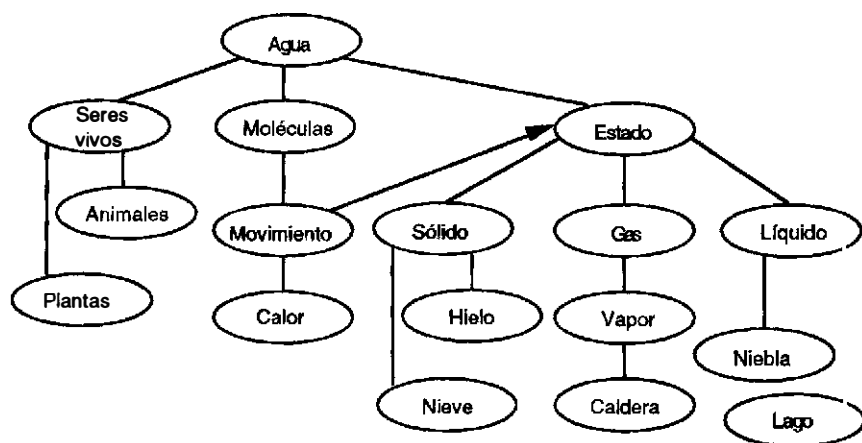 Agua
Seres
vivos
Moléculas
Estado
Animales
Movimiento
Sólido
Gas
Líquido
Plantas
Calor
Hielo
Vapor
Niebla
Nieve
Caldera
Lago